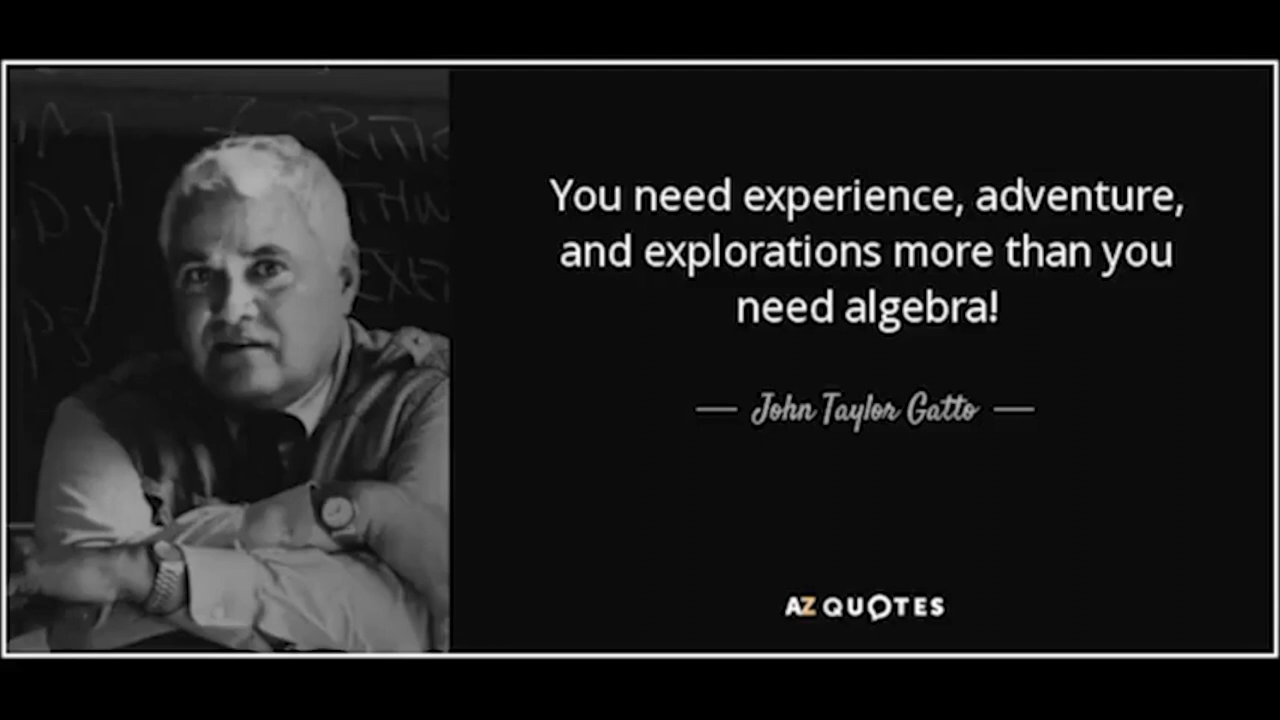 You need experience, adventure,
and explorations more than you
need algebra!
John Taylor Gatto
AZ QUOTES